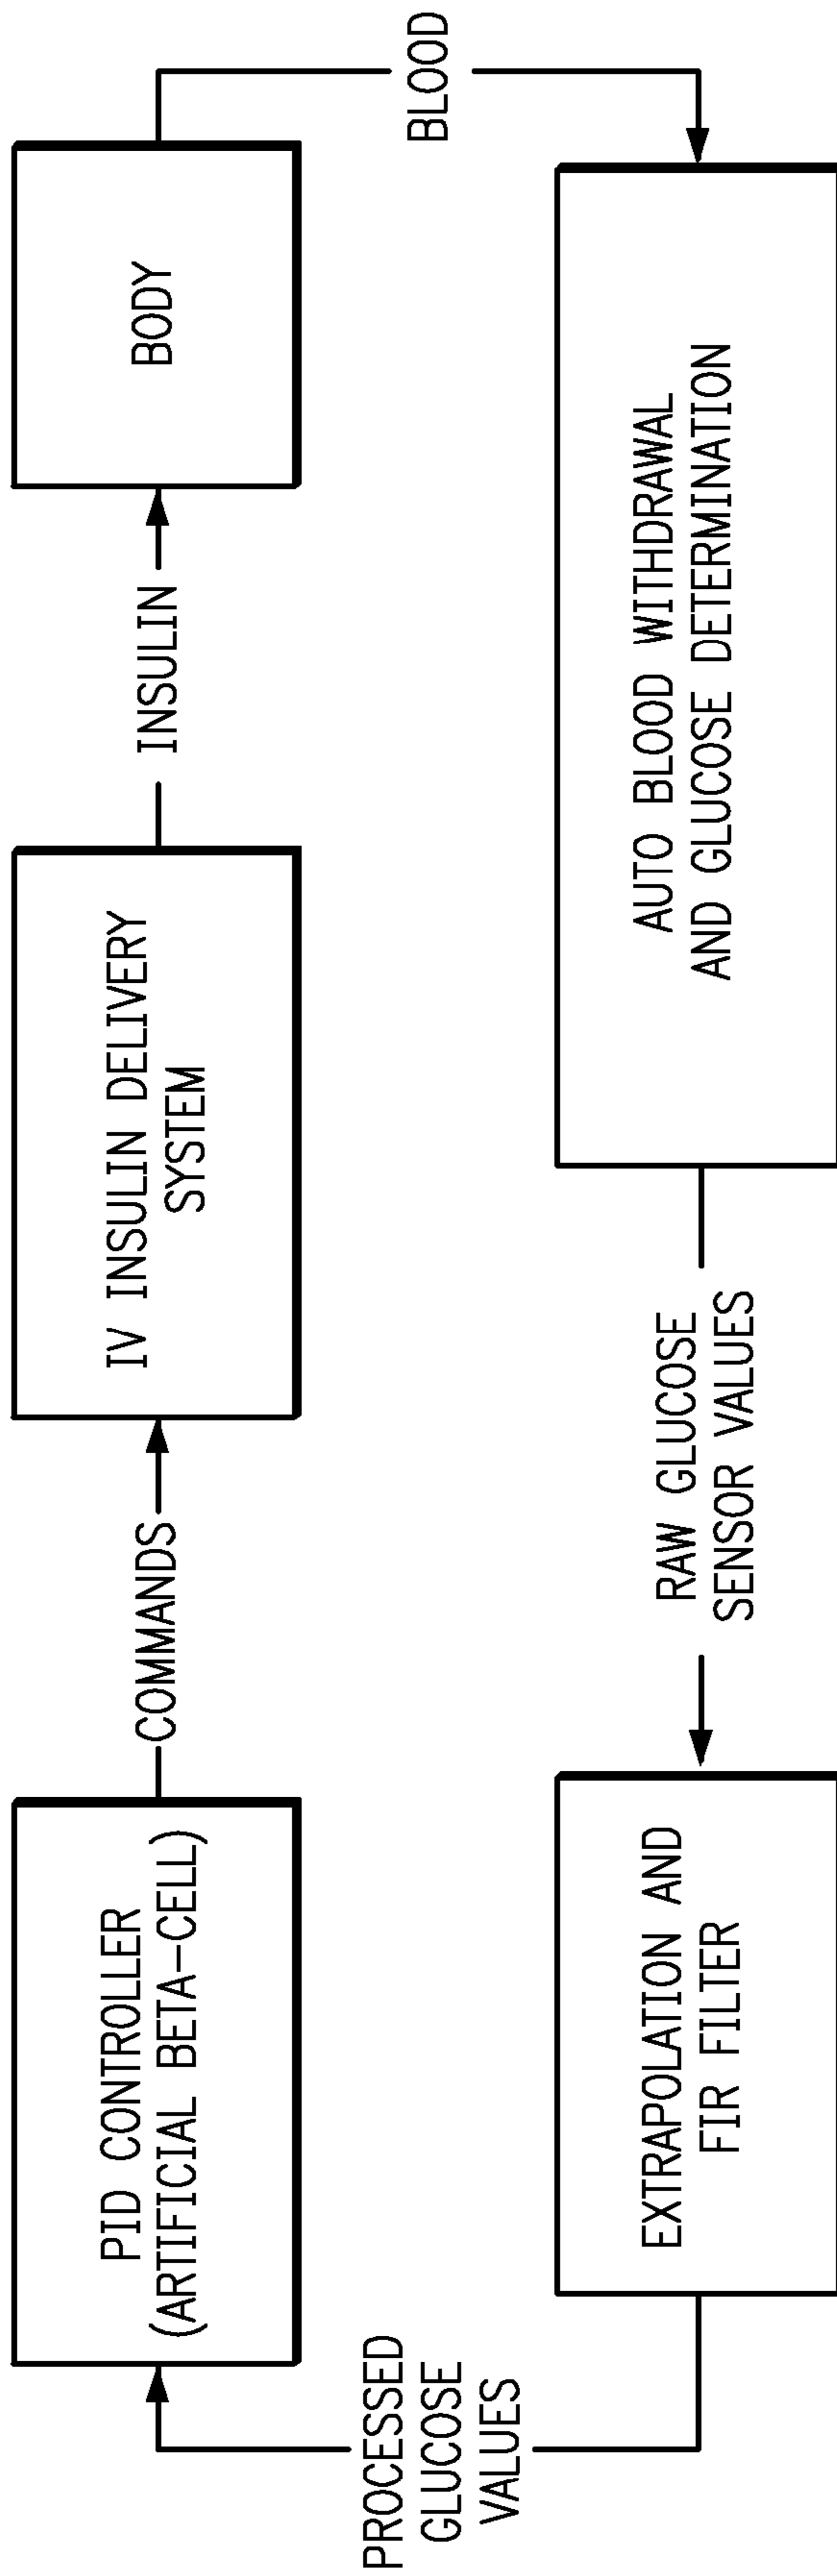 PID CONTROLLER
(ARTIFICIAL BETA-CELL)
COMMANDS
IV INSULIN DELIVERY
SYSTEM
INSULIN
BODY
BLOOD
PROCESSED
GLUCOSE
VALUES
EXTRAPOLATION AND
FIR FILTER
RAW GLUCOSE
SENSOR VALUES
AUTO BLOOD WITHDRAWAL
AND GLUCOSE DETERMINATION